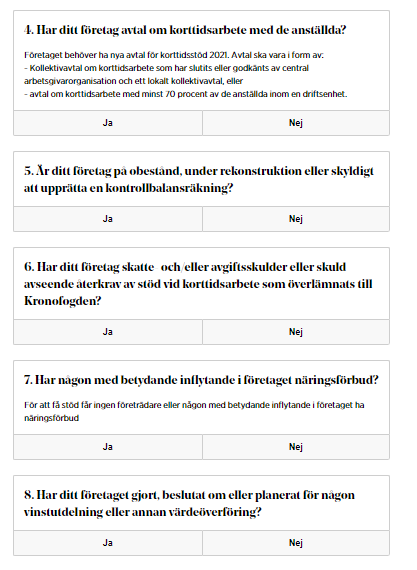 4. Har ditt företag avtal om korttidsarbete med de anställda?
Företaget behöver ha nya avtal för korttidsstöd 2021. Avtal ska vara i form av:
- Kollektivavtal om korttidsarbete som har slutits eller godkänts av central
arbetsgivarorganisation och ett lokalt kollektivavtal, eller
- avtal om korttidsarbete med minst 70 procent av de anställda inom en driftsenhet.
Ja Nej
5. Är ditt företag på obestånd, under rekonstruktion eller skyldigt
att upprätta en kontrollbalansräkning?
Ja Nej
6. Har ditt företag skatte- och/eller avgiftsskulder eller skuld
avseende återkrav av stöd vid korttidsarbete som överlämnats till
Kronofogden?
Ja Nej
7. Har någon med betydande inflytande i företaget näringsförbud?
För att få stöd får ingen företrädare eller någon med betydande inflytande i företaget ha
näringsförbud
Ja Nej
8. Har ditt företaget gjort, beslutat om eller planerat för någon
vinstutdelning eller annan värdeöverföring?
Ja Nej